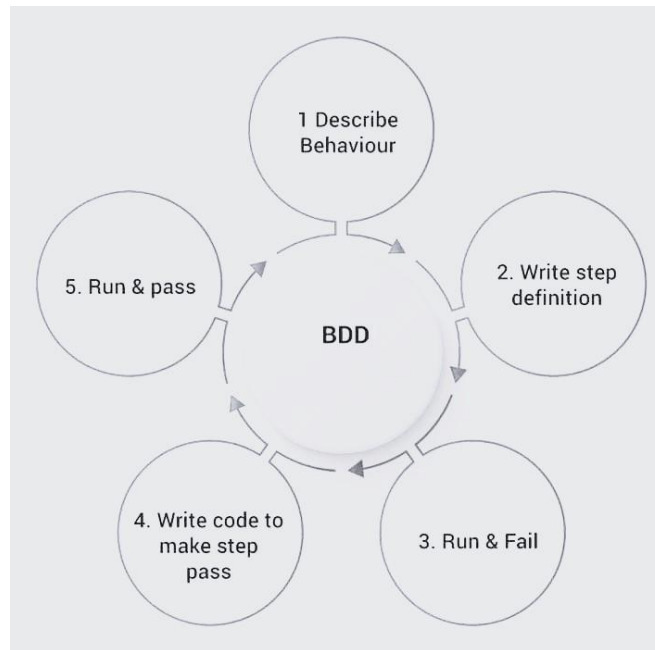 1 Describe
Behaviour
2. Write step
definition
3. Run & Fail
4. Write code to
make step
pass
5. Run & pass
BDD